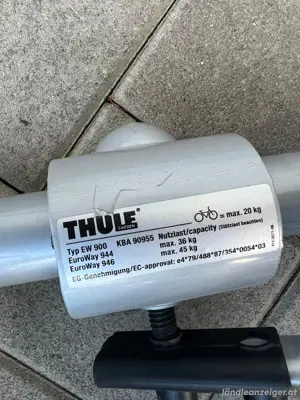 THULE
SWEDEN
= max. 20 kg
Typ EW 900 KBA 90955 Nutzlast/capacity (Stützlast beachten)
EuroWay 944 max. 36 kg
EuroWay 946 max. 45 kg
EG-Genehmigung/EC-approval: e4*79/488*87/354*0054*03
ländleanzeiger.at